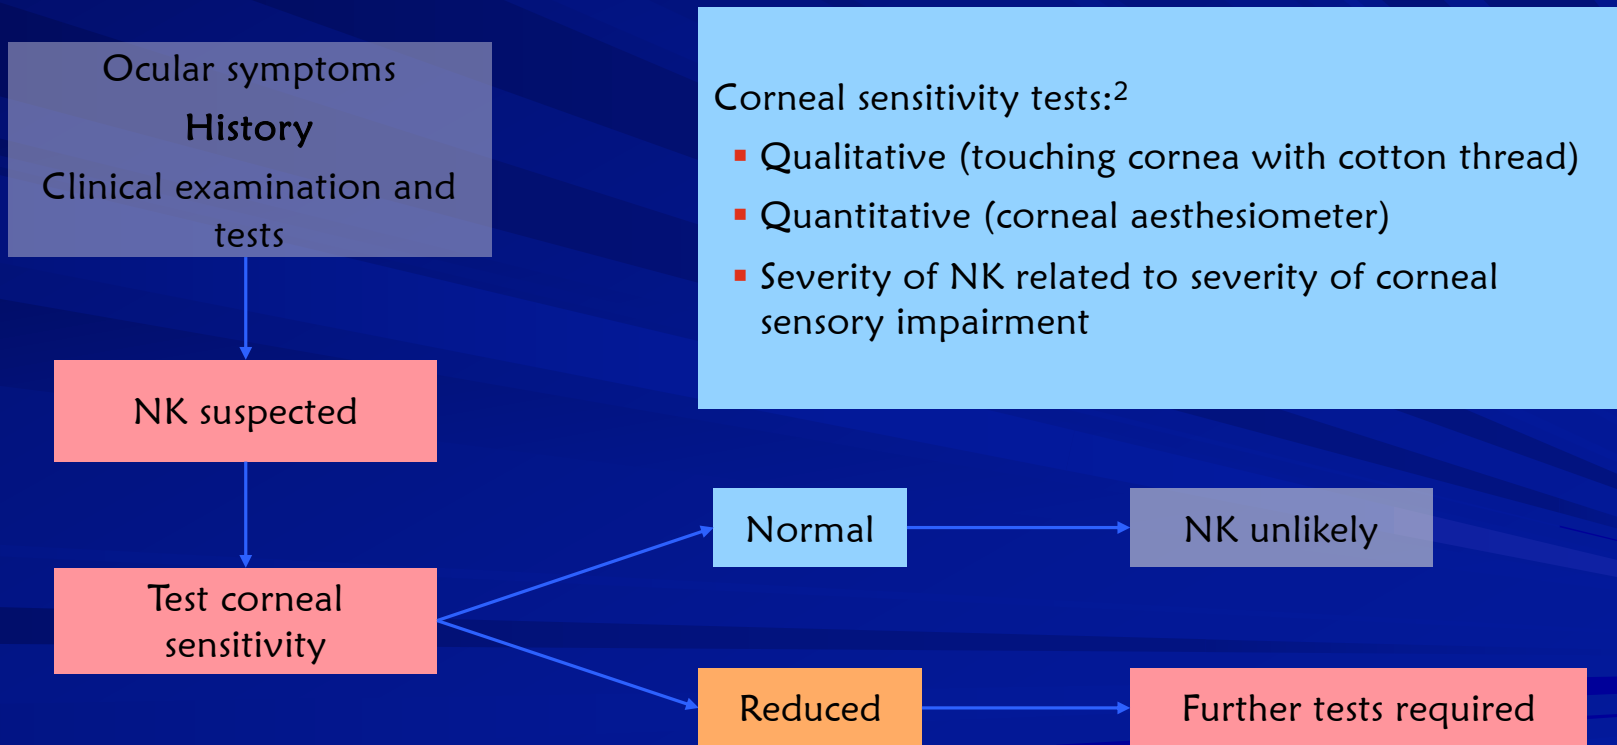 Ocular symptoms
History
Clinical examination and
tests
Corneal sensitivity tests:²
▪ Qualitative (touching cornea with cotton thread)
▪ Quantitative (corneal aesthesiometer)
▪ Severity of NK related to severity of corneal
sensory impairment
NK suspected
Test corneal
sensitivity
Normal
NK unlikely
Reduced
Further tests required